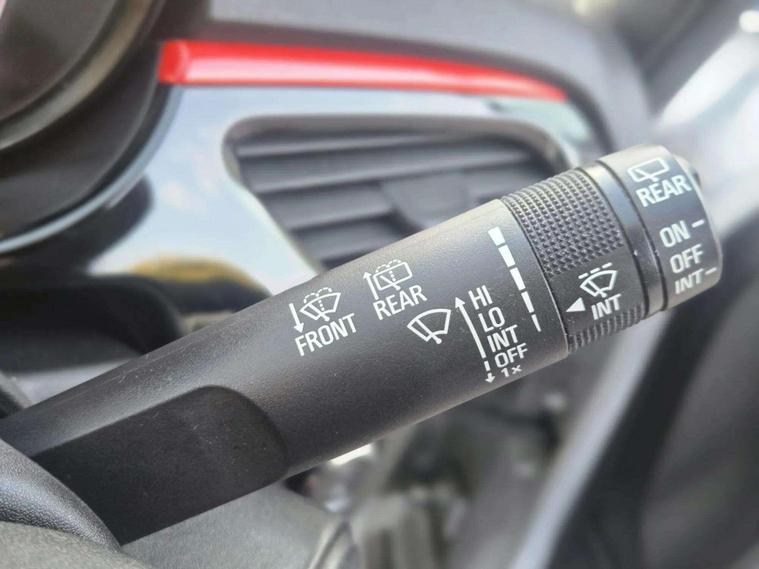 FRONT
REAR
HI
LO
INT
OFF
1x
INT
REAR
ON
OFF
INT